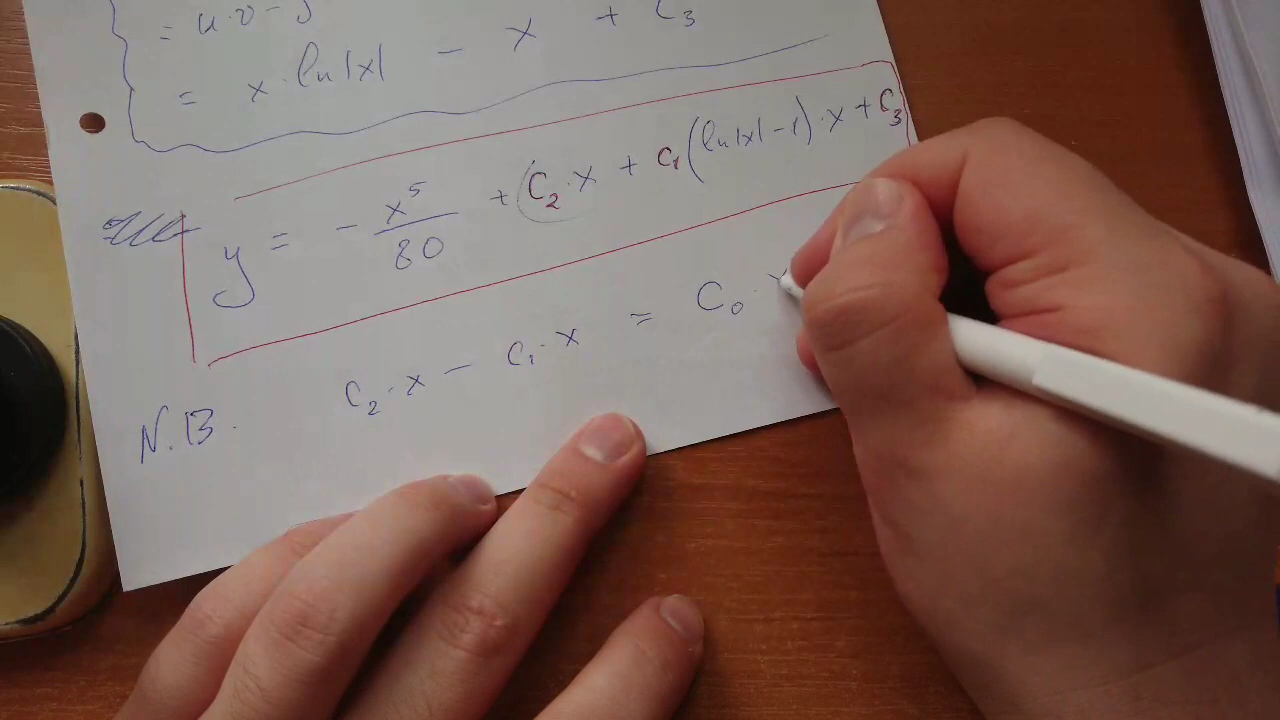 = u·v - ∫
= x·ln|x| - x + C₃
y = - x⁵/80 + C₂·x + C₁(ln|x|-1)·x + C₃
N.B. C₂·x - C₁·x = C₀·x